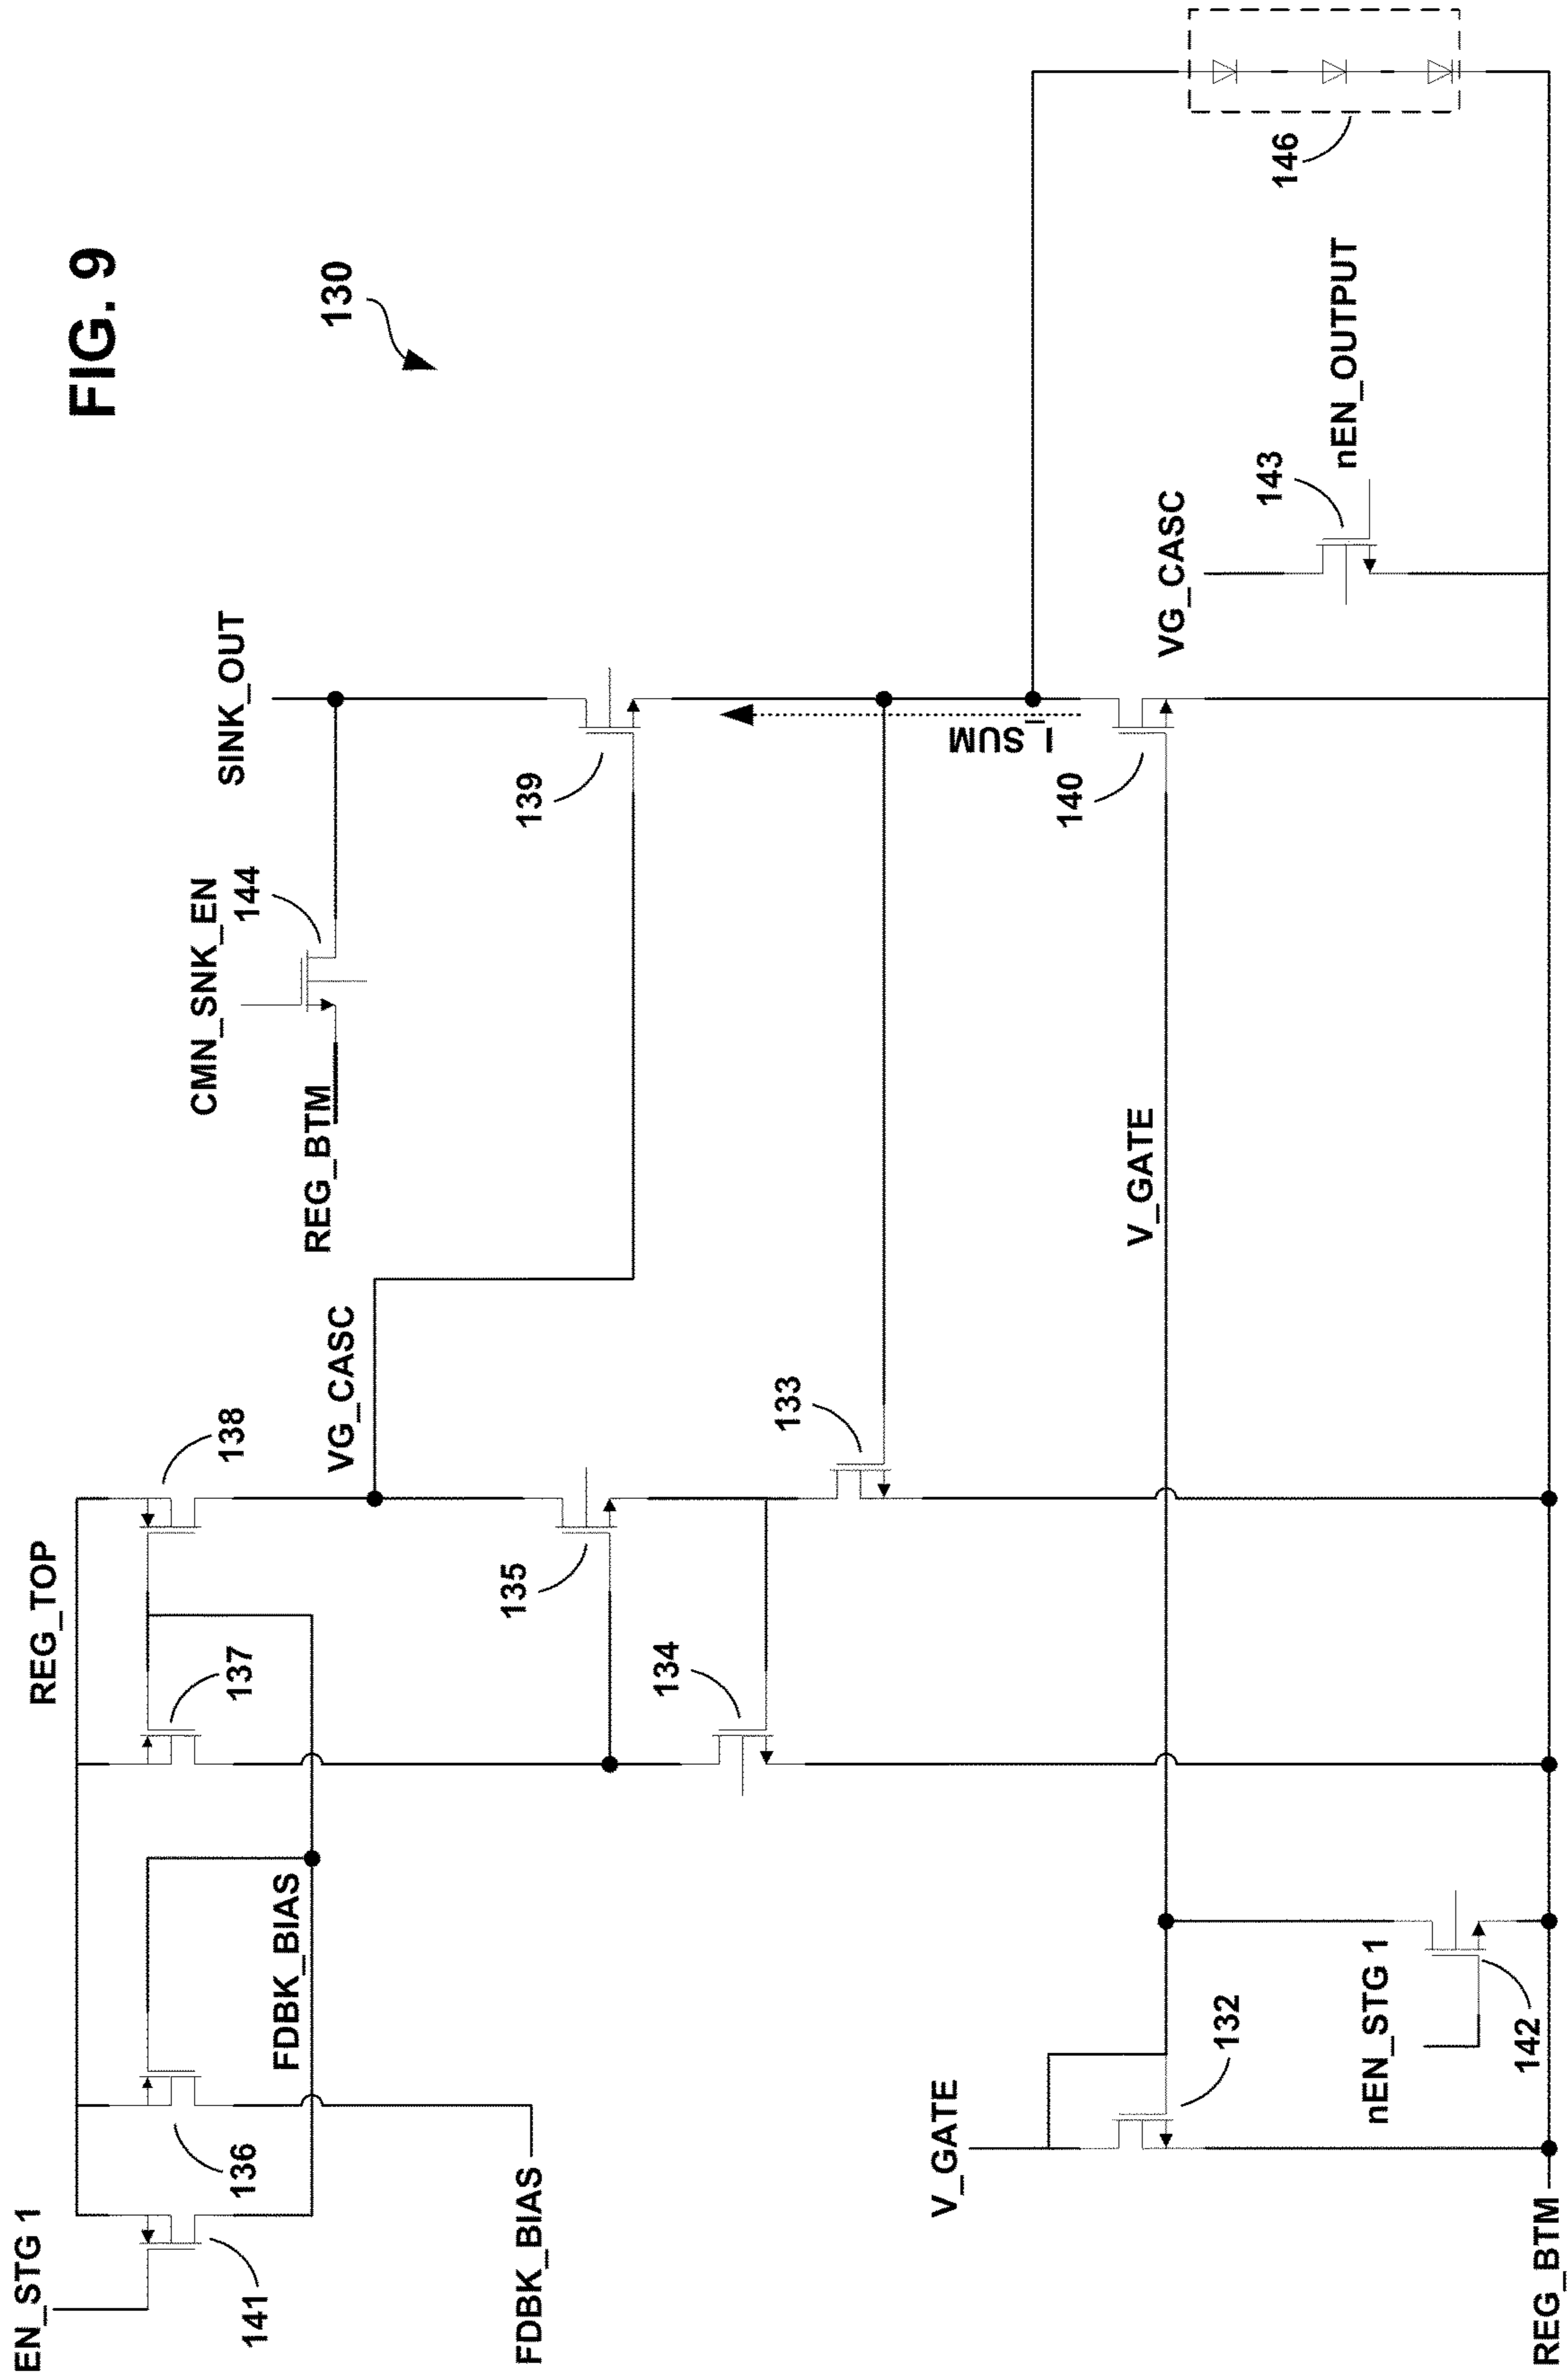 FIG. 9
130
EN_STG 1
REG_TOP
141
136
137
138
FDBK_BIAS
FDBK_BIAS
VG_CASC
CMN_SNK_EN
144
REG_BTM
SINK_OUT
135
139
134
133
I_SUM
V_GATE
V_GATE
132
140
nEN_STG 1
142
VG_CASC
143
nEN_OUTPUT
146
REG_BTM